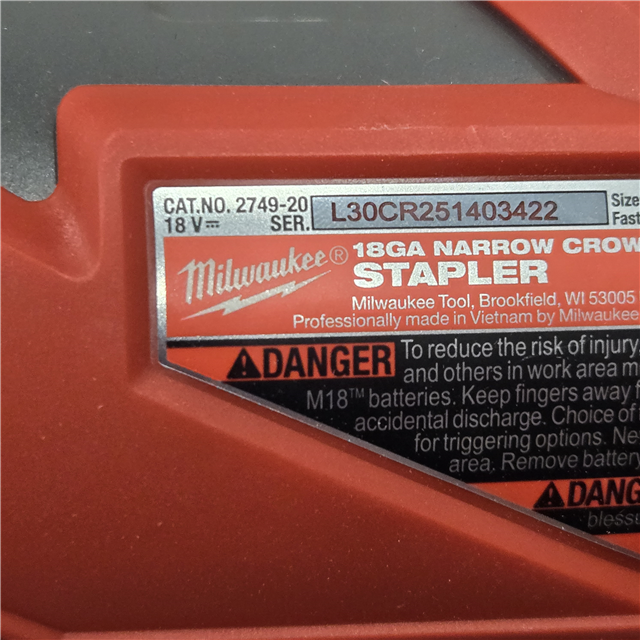 CAT.NO. 2749-20
18 V⎓ SER. L30CR251403422
Size
Fast
Milwaukee®
18GA NARROW CROW
STAPLER
Milwaukee Tool, Brookfield, WI 53005
Professionally made in Vietnam by Milwaukee
⚠DANGER To reduce the risk of injury,
and others in work area m
M18™ batteries. Keep fingers away f
accidental discharge. Choice of
for triggering options. Ne
area. Remove battery
⚠DANG